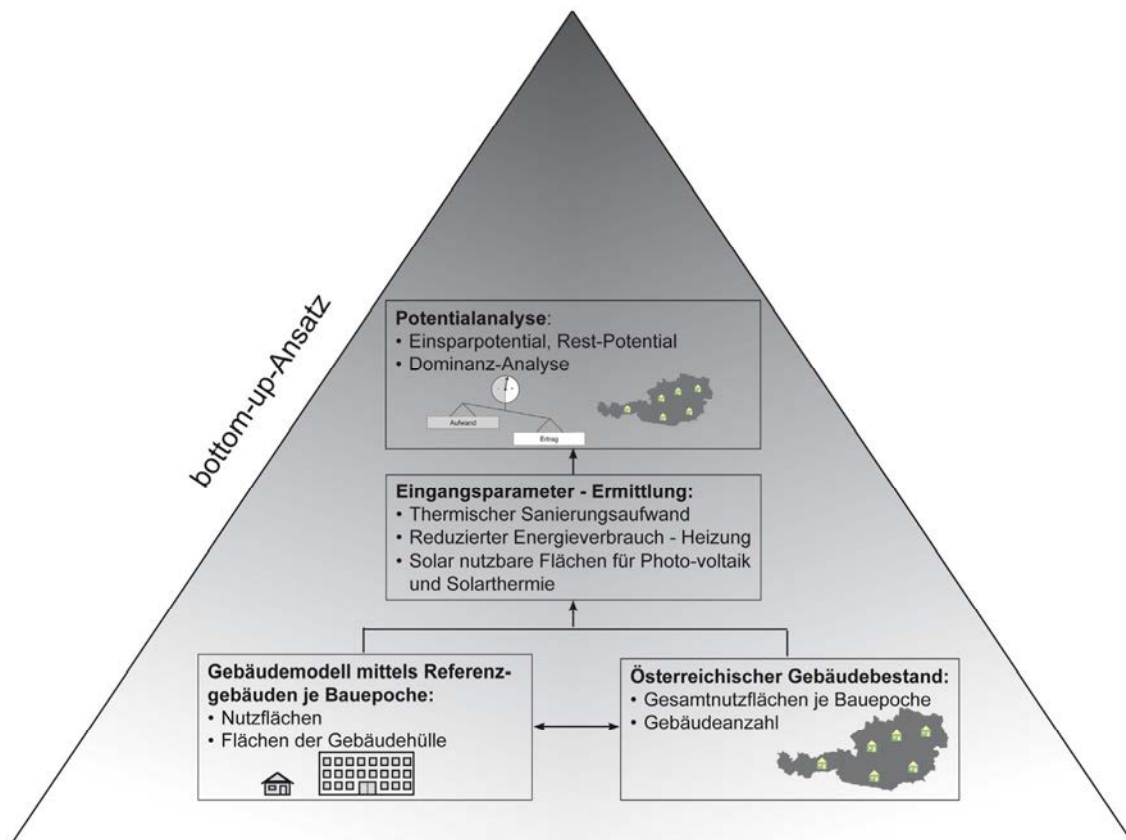 bottom-up-Ansatz
Potentialanalyse:
• Einsparpotential, Rest-Potential
• Dominanz-Analyse
Aufwand
Ertrag
Eingangsparameter - Ermittlung:
• Thermischer Sanierungsaufwand
• Reduzierter Energieverbrauch - Heizung
• Solar nutzbare Flächen für Photo-voltaik
und Solarthermie
Gebäudemodell mittels Referenz-
gebäuden je Bauepoche:
• Nutzflächen
• Flächen der Gebäudehülle
Österreichischer Gebäudebestand:
• Gesamtnutzflächen je Bauepoche
• Gebäudeanzahl